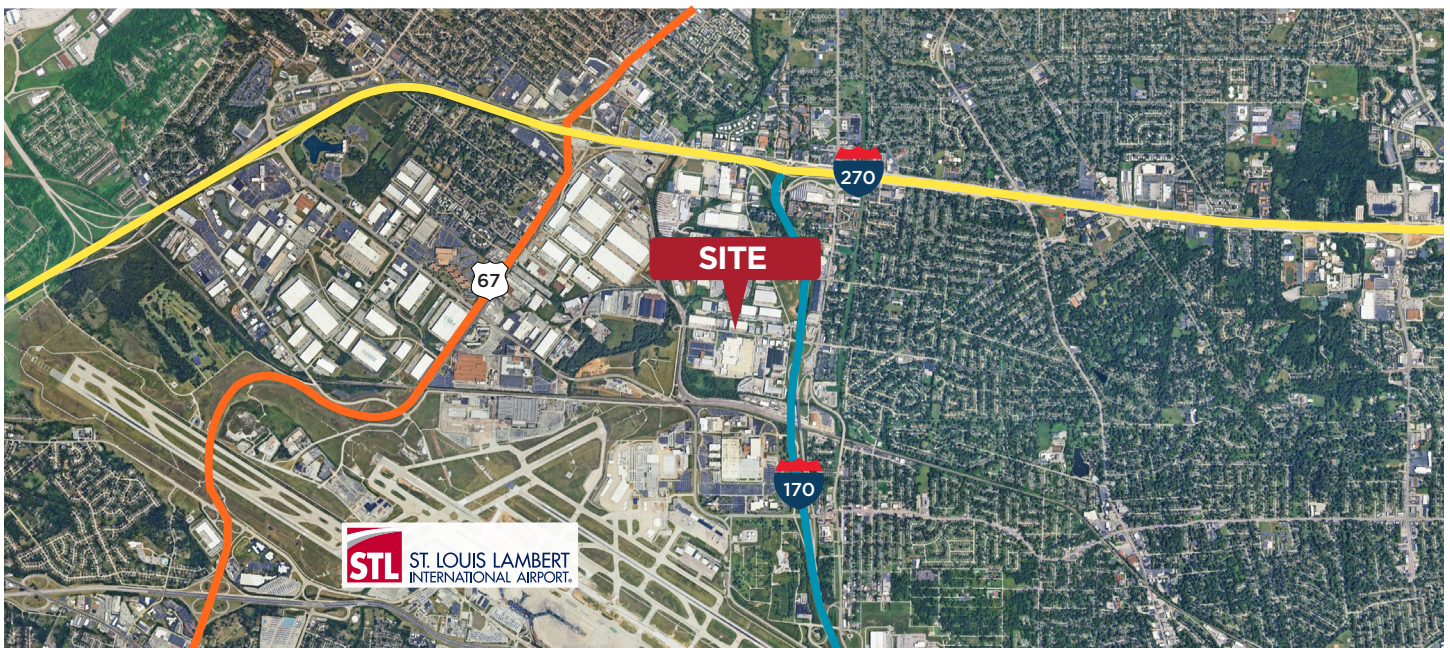 270
SITE
67
170
STL ST. LOUIS LAMBERT
INTERNATIONAL AIRPORT®